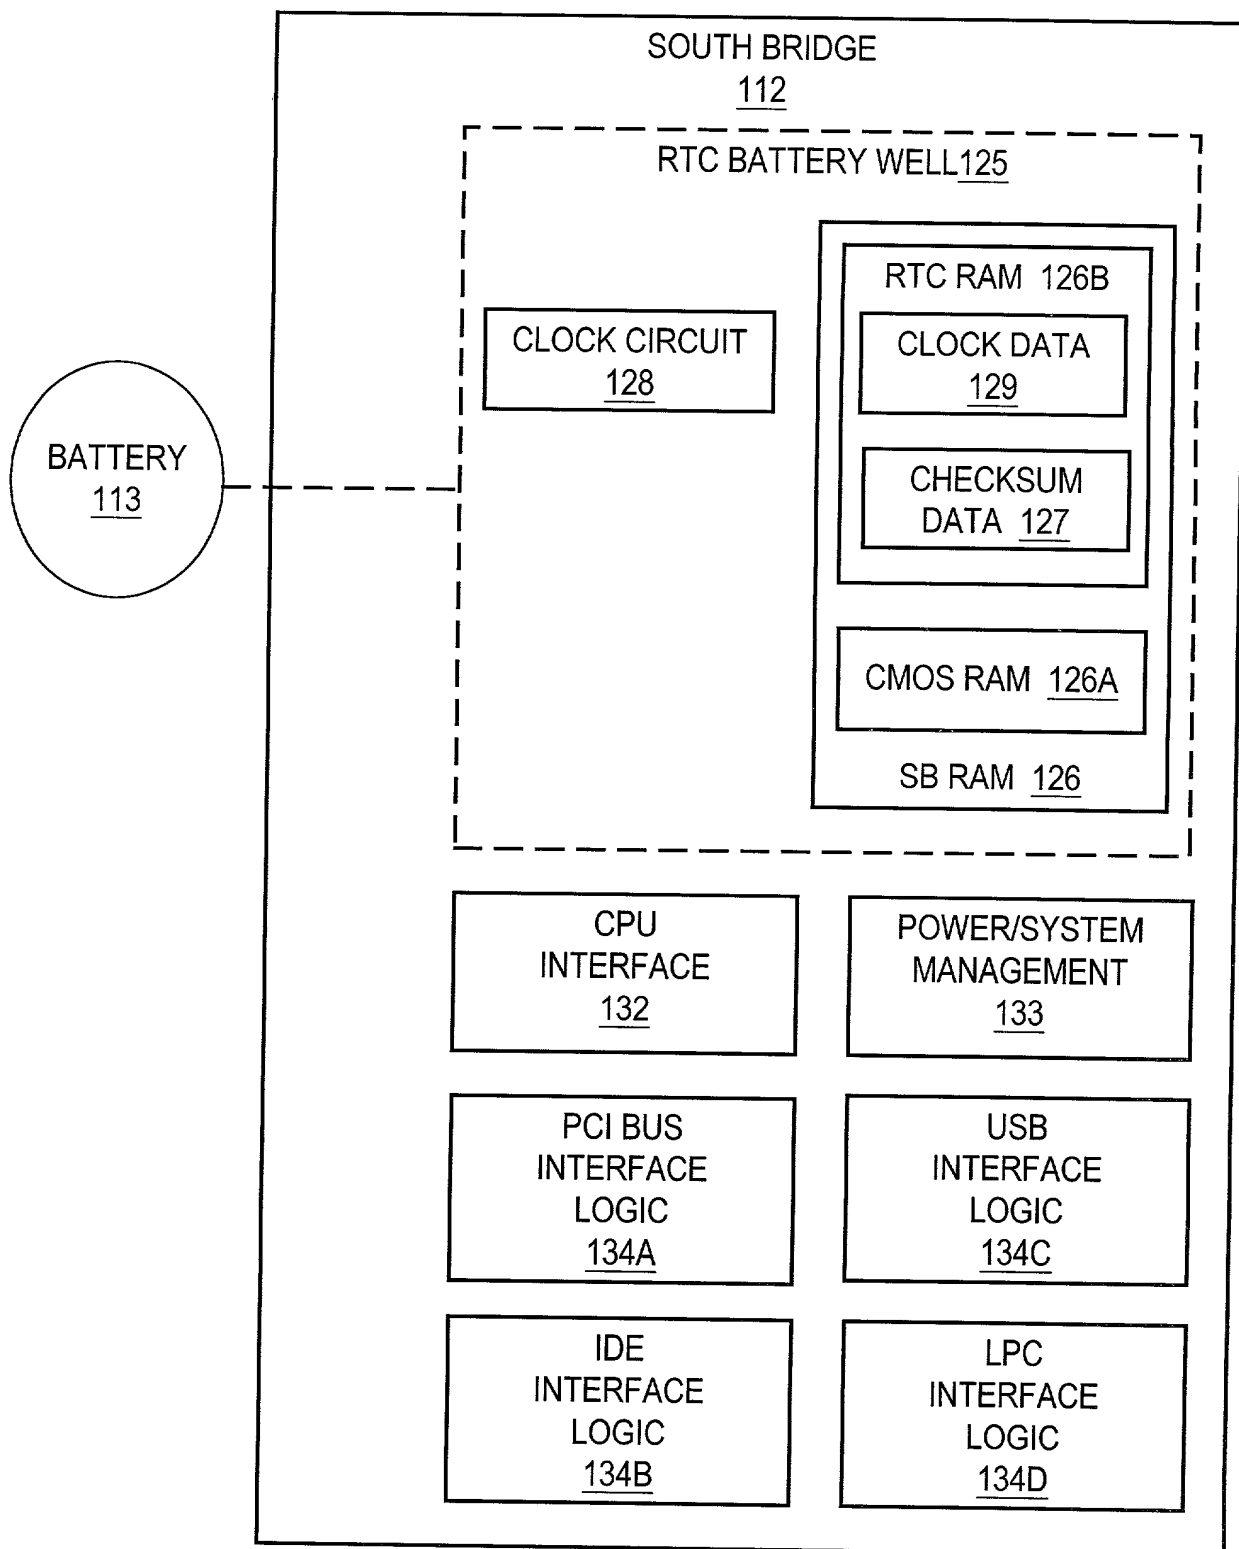 SOUTH BRIDGE
112
RTC BATTERY WELL125
RTC RAM 126B
CLOCK CIRCUIT
128
CLOCK DATA
129
BATTERY
113
CHECKSUM
DATA 127
CMOS RAM 126A
SB RAM 126
CPU
INTERFACE
132
POWER/SYSTEM
MANAGEMENT
133
PCI BUS
INTERFACE
LOGIC
134A
USB
INTERFACE
LOGIC
134C
IDE
INTERFACE
LOGIC
134B
LPC
INTERFACE
LOGIC
134D